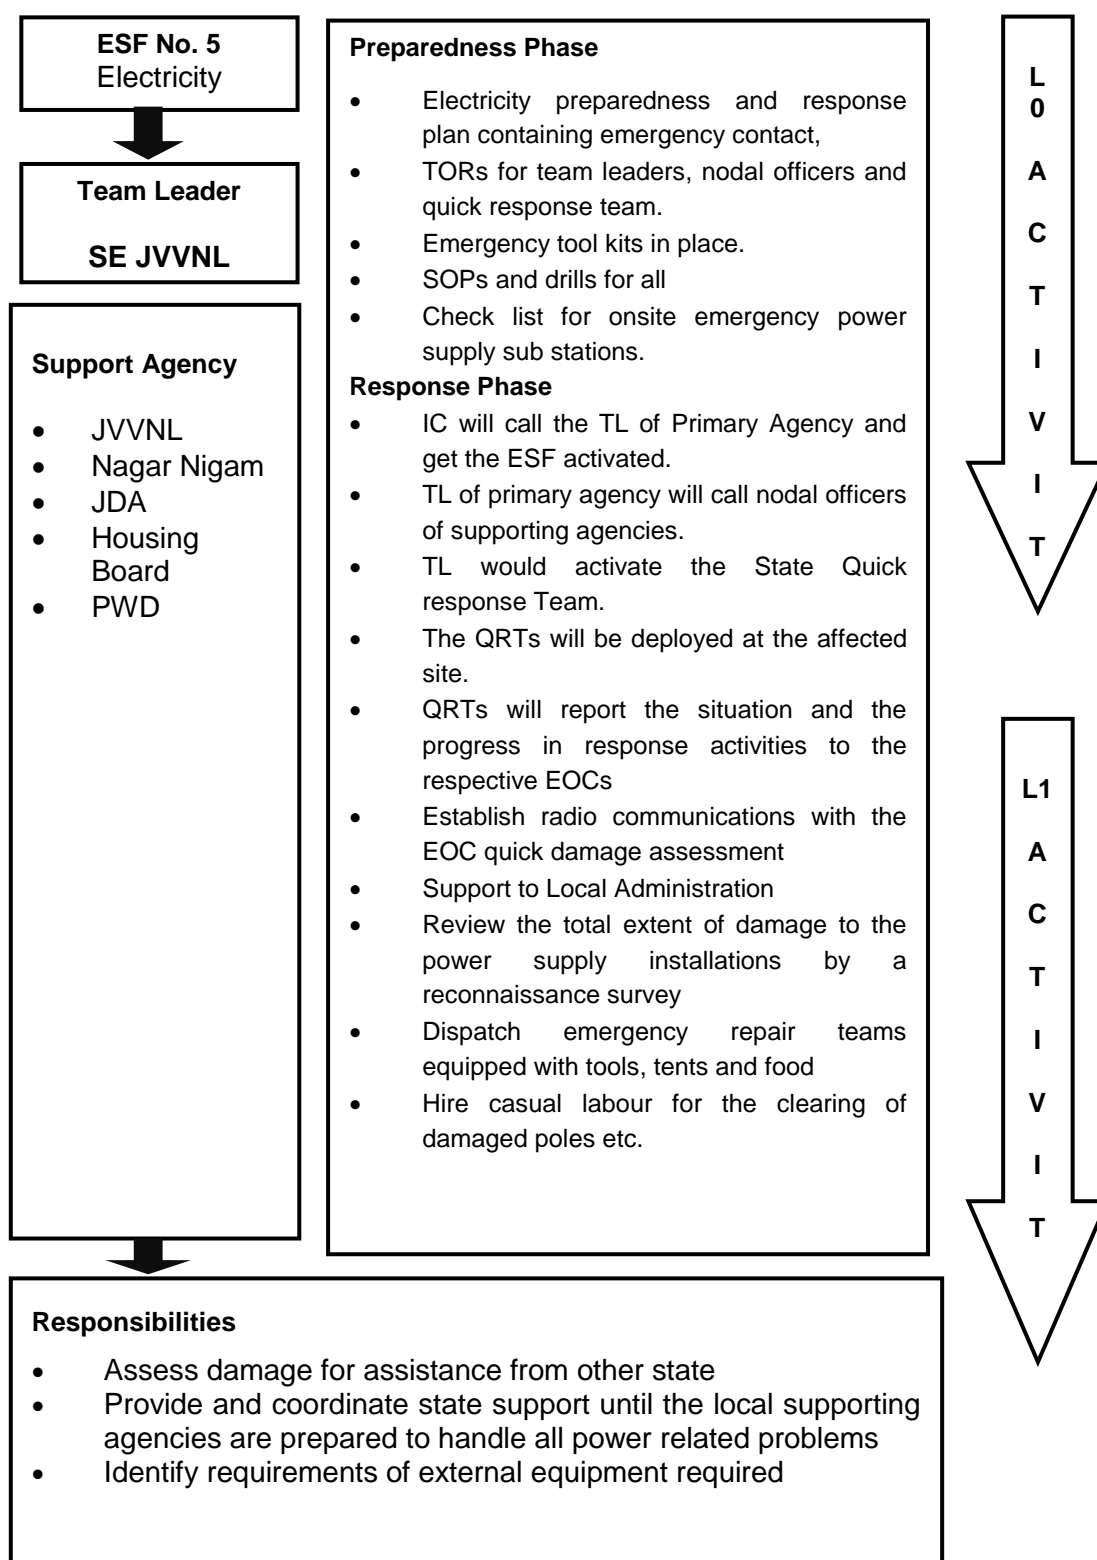 ESF No. 5
Electricity
Team Leader
SE JVVNL
Support Agency
• JVVNL
• Nagar Nigam
• JDA
• Housing
Board
• PWD
Preparedness Phase
• Electricity preparedness and response
plan containing emergency contact,
• TORs for team leaders, nodal officers and
quick response team.
• Emergency tool kits in place.
• SOPs and drills for all
• Check list for onsite emergency power
supply sub stations.
Response Phase
• IC will call the TL of Primary Agency and
get the ESF activated.
• TL of primary agency will call nodal officers
of supporting agencies.
• TL would activate the State Quick
response Team.
• The QRTs will be deployed at the affected
site.
• QRTs will report the situation and the
progress in response activities to the
respective EOCs
• Establish radio communications with the
EOC quick damage assessment
• Support to Local Administration
• Review the total extent of damage to the
power supply installations by a
reconnaissance survey
• Dispatch emergency repair teams
equipped with tools, tents and food
• Hire casual labour for the clearing of
damaged poles etc.
L
0
A
C
T
I
V
I
T
L1
A
C
T
I
V
I
T
Responsibilities
• Assess damage for assistance from other state
• Provide and coordinate state support until the local supporting
agencies are prepared to handle all power related problems
• Identify requirements of external equipment required